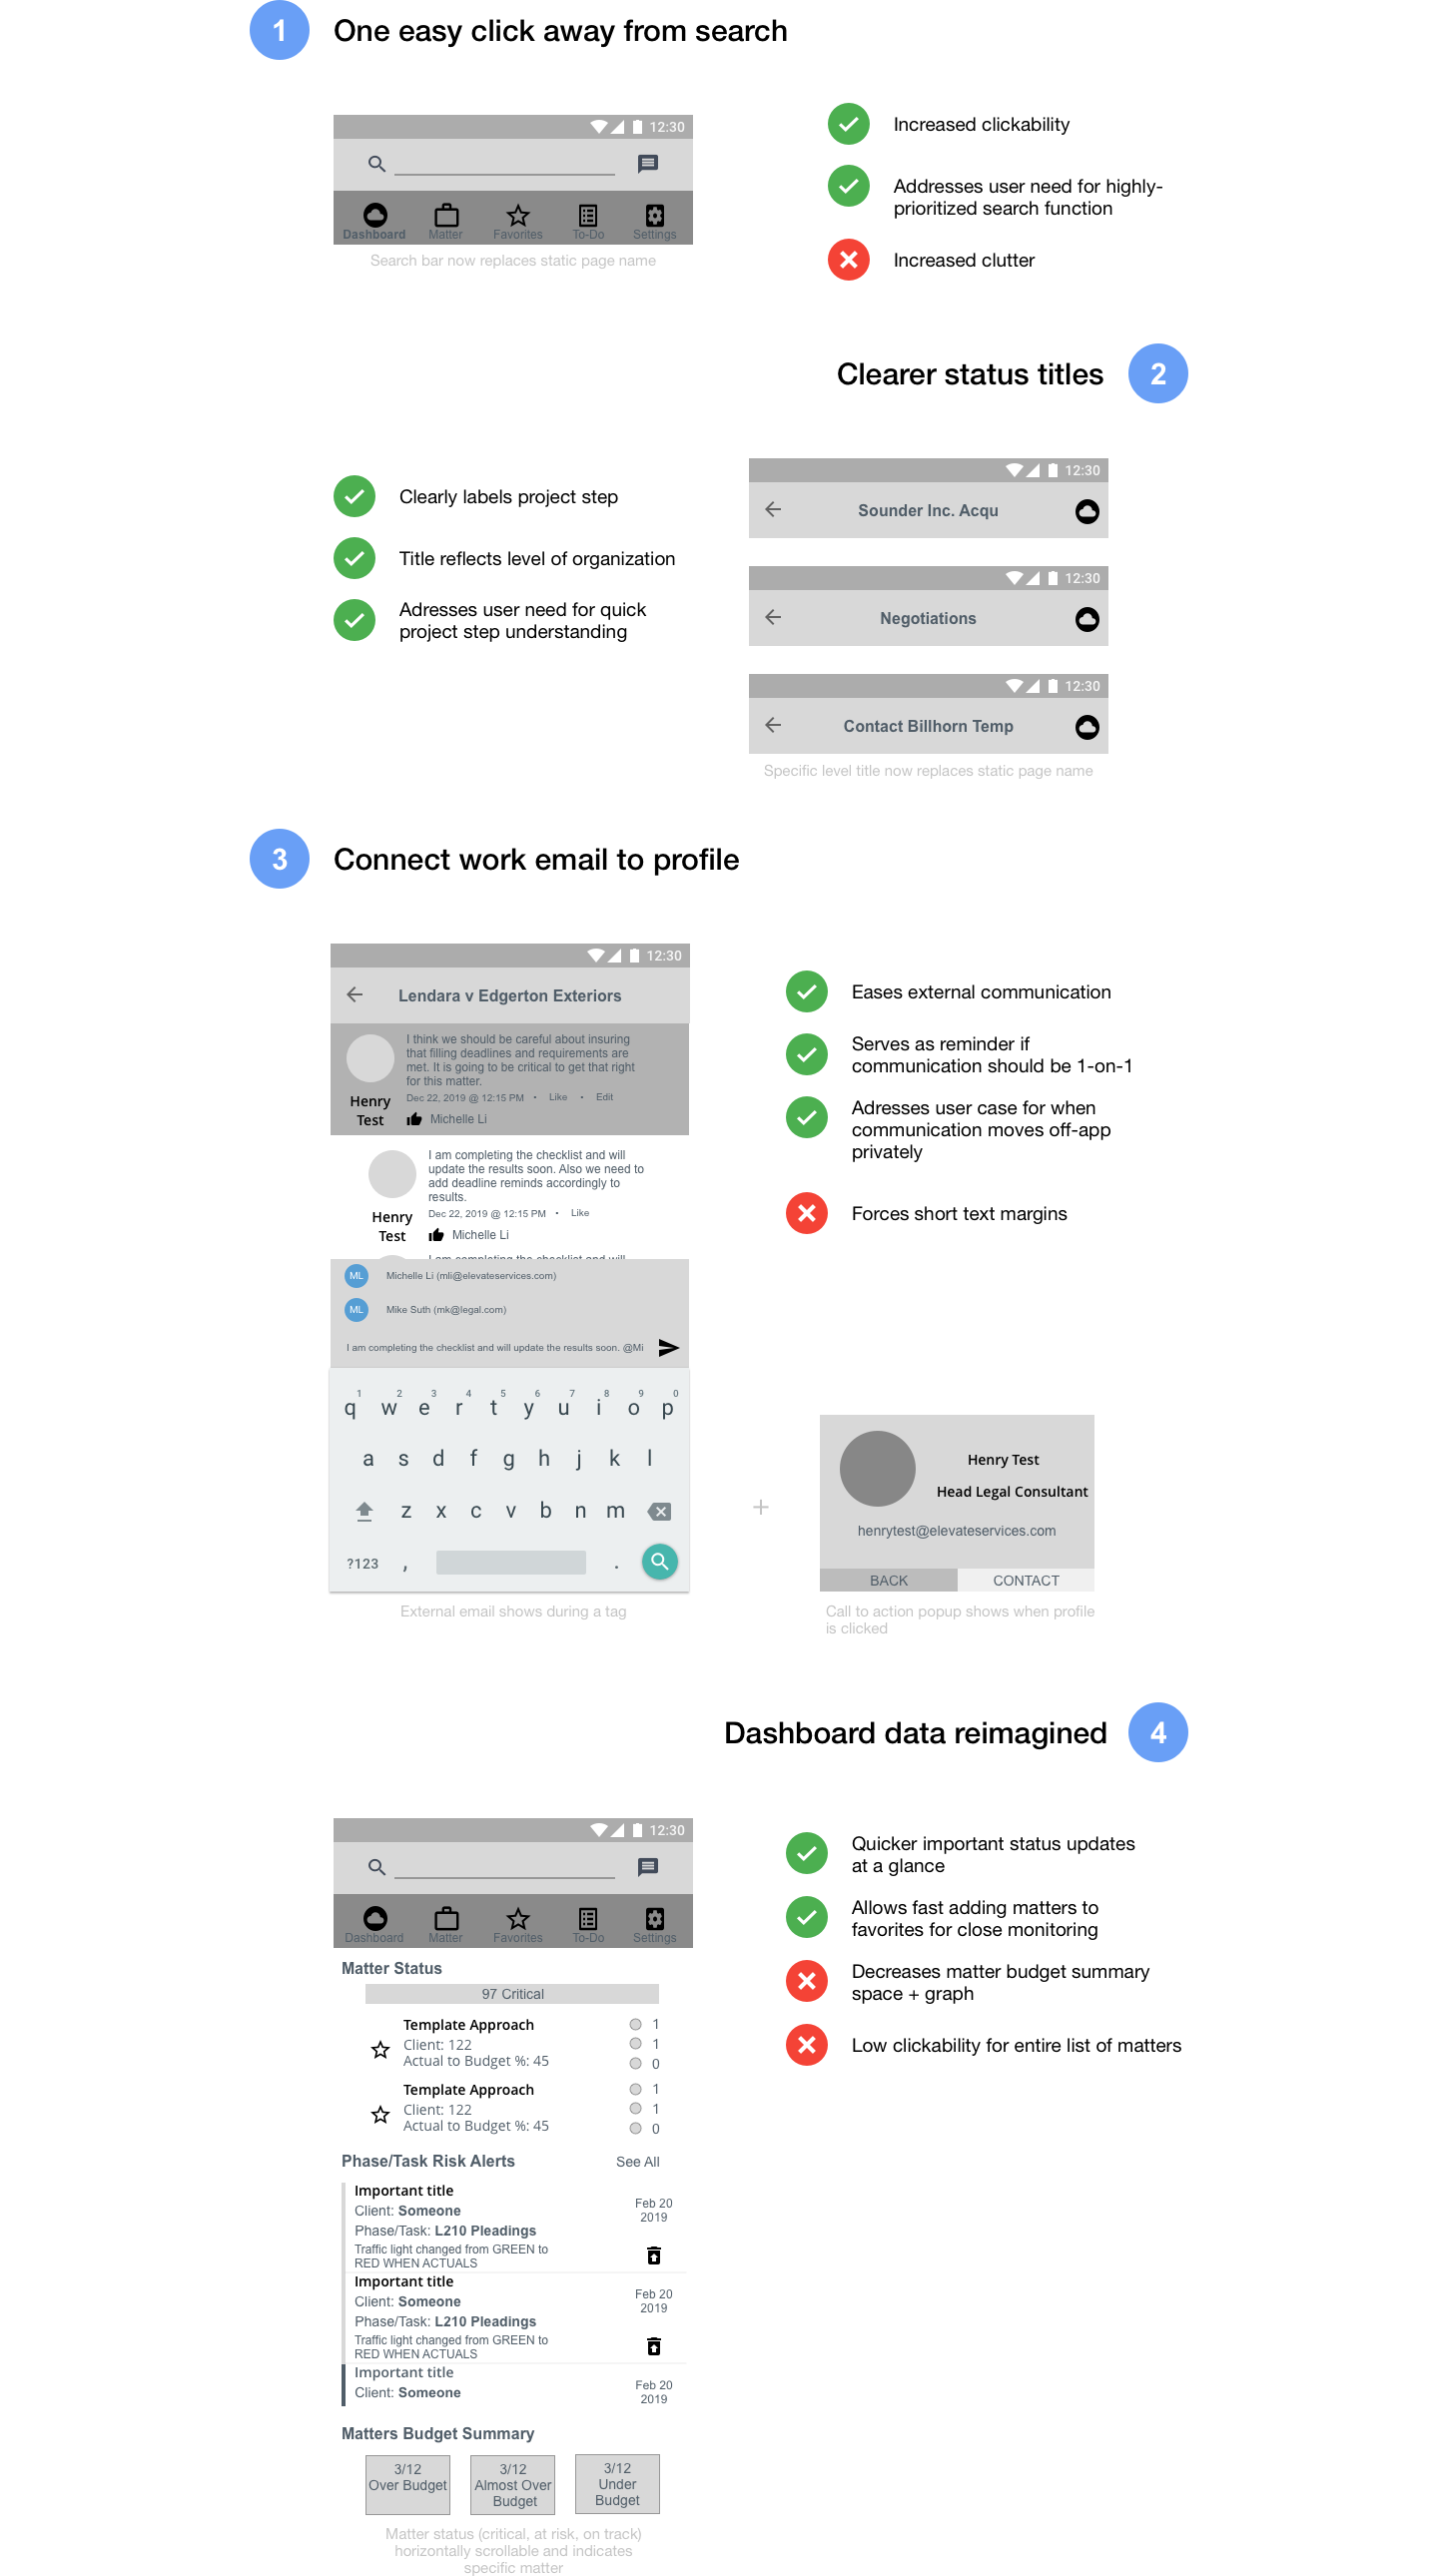 1
One easy click away from search
12:30
Dashboard
Matter
Favorites
To-Do
Settings
Search bar now replaces static page name
Increased clickability
Addresses user need for highly-
prioritized search function
Increased clutter
Clearer status titles
2
Clearly labels project step
Title reflects level of organization
Adresses user need for quick
project step understanding
12:30
Sounder Inc. Acqu
12:30
Negotiations
12:30
Contact Billhorn Temp
Specific level title now replaces static page name
3
Connect work email to profile
12:30
Lendara v Edgerton Exteriors
I think we should be careful about insuring
that filling deadlines and requirements are
met. It is going to be critical to get that right
for this matter.
Henry
Test
Dec 22, 2019 @ 12:15 PM • Like • Edit
Michelle Li
I am completing the checklist and will
update the results soon. Also we need to
add deadline reminds accordingly to
results.
Henry
Test
Dec 22, 2019 @ 12:15 PM • Like
Michelle Li
I am completing the checklist and will
ML Michelle Li (mli@elevateservices.com)
ML Mike Suth (mk@legal.com)
I am completing the checklist and will update the results soon. @Mi
1 2 3 4 5 6 7 8 9 0
q w e r t y u i o p
a s d f g h j k l
z x c v b n m
?123 , .
External email shows during a tag
Eases external communication
Serves as reminder if
communication should be 1-on-1
Adresses user case for when
communication moves off-app
privately
Forces short text margins
+
Henry Test
Head Legal Consultant
henrytest@elevateservices.com
BACK
CONTACT
Call to action popup shows when profile
is clicked
Dashboard data reimagined
4
12:30
Dashboard
Matter
Favorites
To-Do
Settings
Matter Status
97 Critical
Template Approach
Client: 122
Actual to Budget %: 45
1
1
0
Template Approach
Client: 122
Actual to Budget %: 45
1
1
0
Phase/Task Risk Alerts
See All
Important title
Client: Someone
Phase/Task: L210 Pleadings
Traffic light changed from GREEN to
RED WHEN ACTUALS
Feb 20
2019
Important title
Client: Someone
Phase/Task: L210 Pleadings
Traffic light changed from GREEN to
RED WHEN ACTUALS
Feb 20
2019
Important title
Client: Someone
Feb 20
2019
Matters Budget Summary
3/12
Over Budget
3/12
Almost Over
Budget
3/12
Under
Budget
Matter status (critical, at risk, on track)
horizontally scrollable and indicates
specific matter
Quicker important status updates
at a glance
Allows fast adding matters to
favorites for close monitoring
Decreases matter budget summary
space + graph
Low clickability for entire list of matters